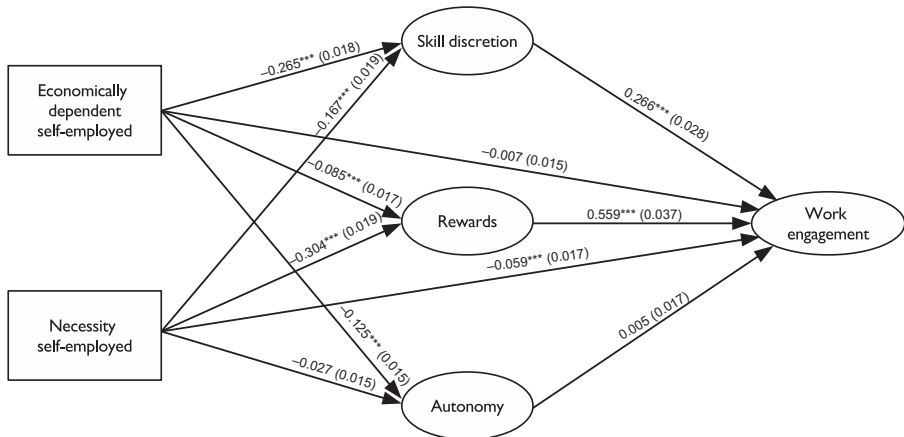 Skill discretion
–0.265*** (0.018)
–0.167*** (0.019)
Economically
dependent
self-employed
0.266*** (0.028)
–0.007 (0.015)
–0.085*** (0.017)
Rewards
0.559*** (0.037)
Work
engagement
–0.304*** (0.019)
–0.059*** (0.017)
Necessity
self-employed
–0.125*** (0.015)
0.005 (0.017)
–0.027 (0.015)
Autonomy